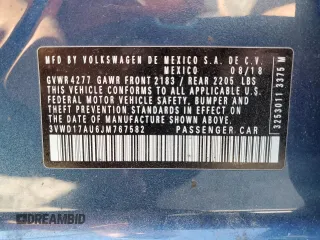 MFD BY VOLKSWAGEN DE MEXICO S.A. DE C.V.
MEXICO 08/18
GVWR4277 GAWR FRONT 2183 / REAR 2205 LBS
THIS VEHICLE CONFORMS TO ALL APPLICABLE
FEDERAL MOTOR VEHICLE SAFETY, BUMPER AND
THEFT PREVENTION STANDARDS IN EFFECT ON
THE DATE OF MANUFACTURE SHOWN ABOVE.
3VWD17AU6JM767582 PASSENGER CAR
3253011 3375 M
DREAMBID